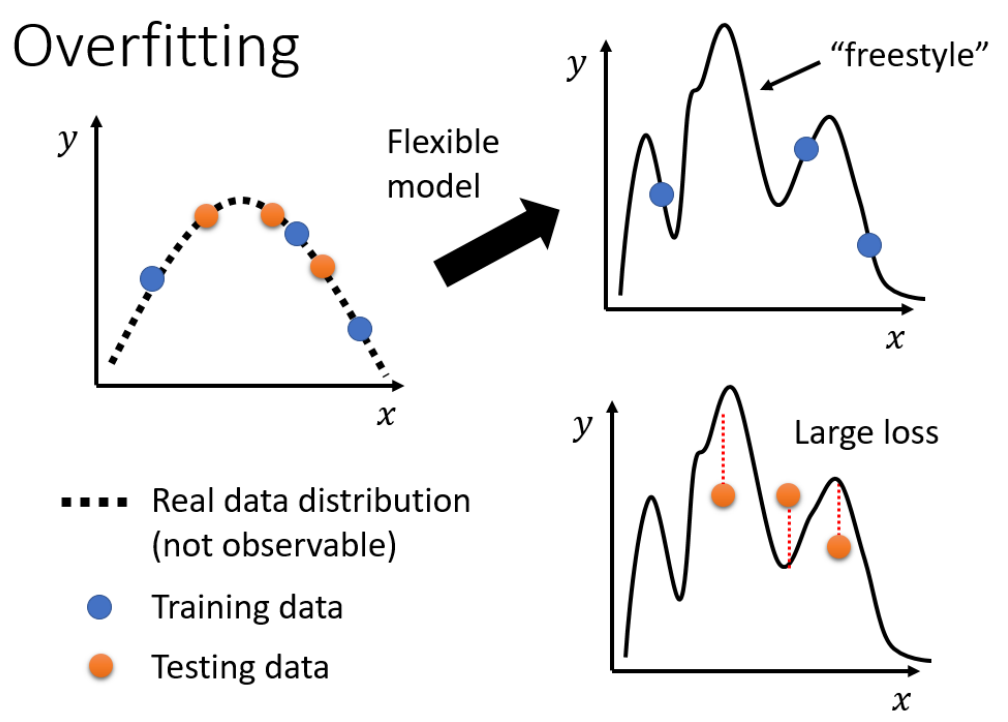 Overfitting
y
x
Flexible
model
y
“freestyle”
x
Real data distribution
(not observable)
Training data
Testing data
y
Large loss
x